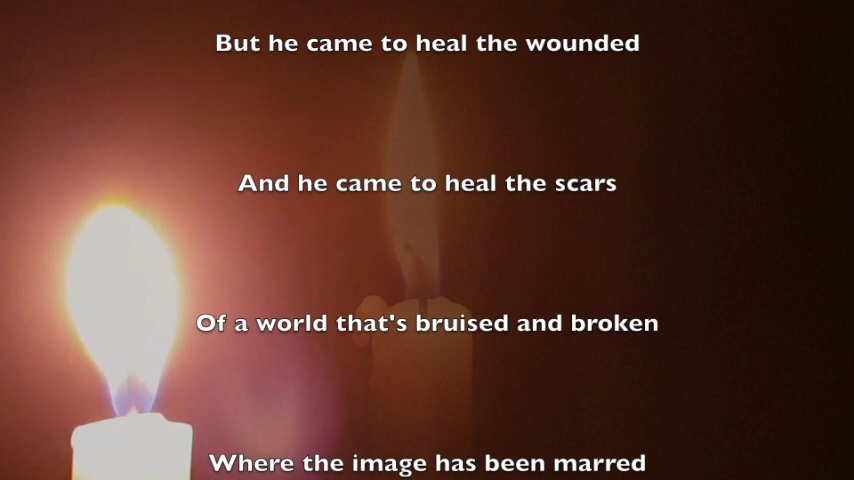 But he came to heal the wounded
And he came to heal the scars
Of a world that's bruised and broken
Where the image has been marred